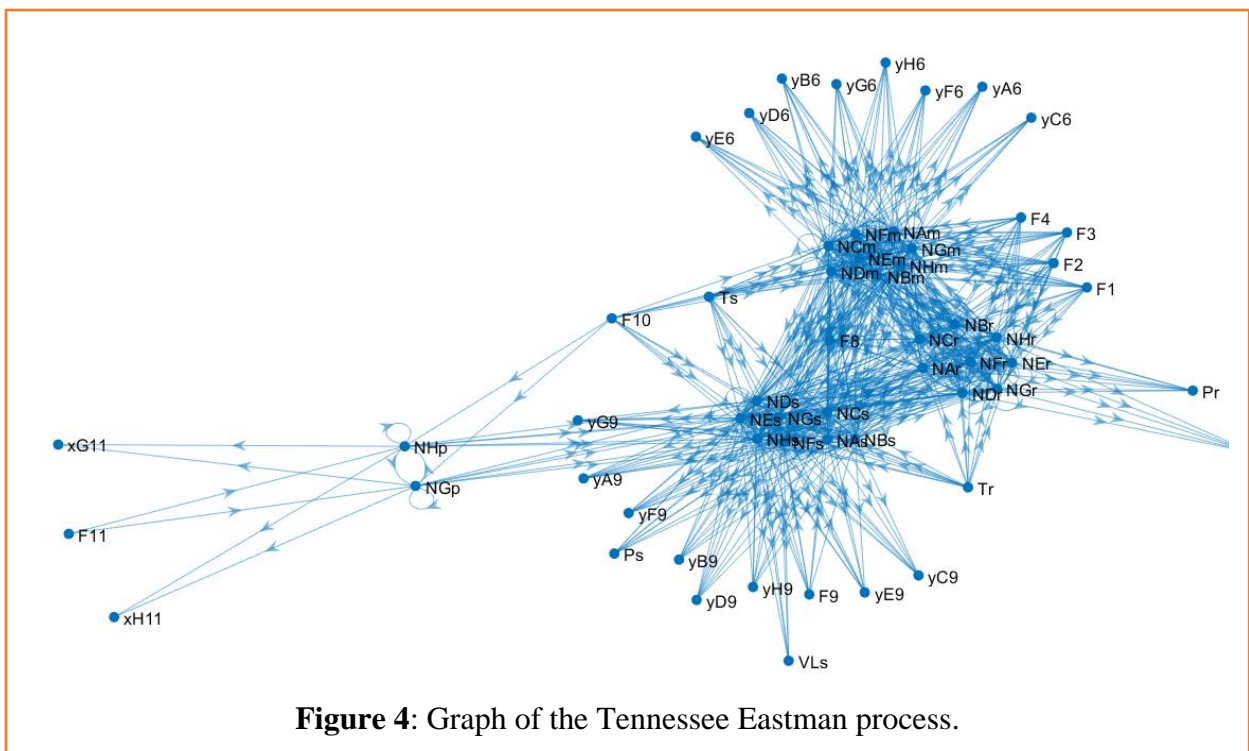 yH6
yB6
yG6
yF6
yA6
yD6
yC6
yE6
F4
F3
NFm
NAm
NCm
NGm
NEm
F2
NHm
NDm
NBm
F1
Ts
F10
NBr
NHr
F8
NCr
NFr
NEr
NAr
NGr
NDr
Pr
NDs
NCs
NEs
NGs
yG9
NHs
NFs
NAs
NBs
xG11
NHp
yA9
NGp
Tr
yF9
F11
Ps
yB9
yC9
yH9
yD9
F9
yE9
xH11
VLs
Figure 4: Graph of the Tennessee Eastman process.